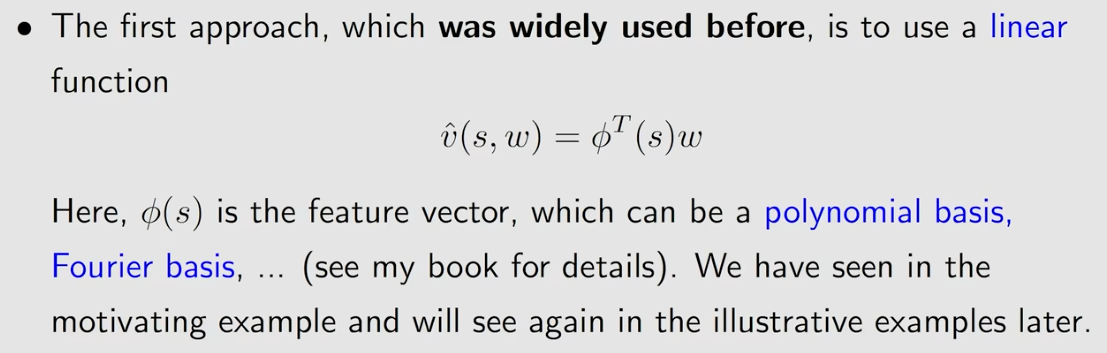 • The first approach, which was widely used before, is to use a linear
function
v̂(s, w) = ϕᵀ(s)w
Here, ϕ(s) is the feature vector, which can be a polynomial basis,
Fourier basis, ... (see my book for details). We have seen in the
motivating example and will see again in the illustrative examples later.